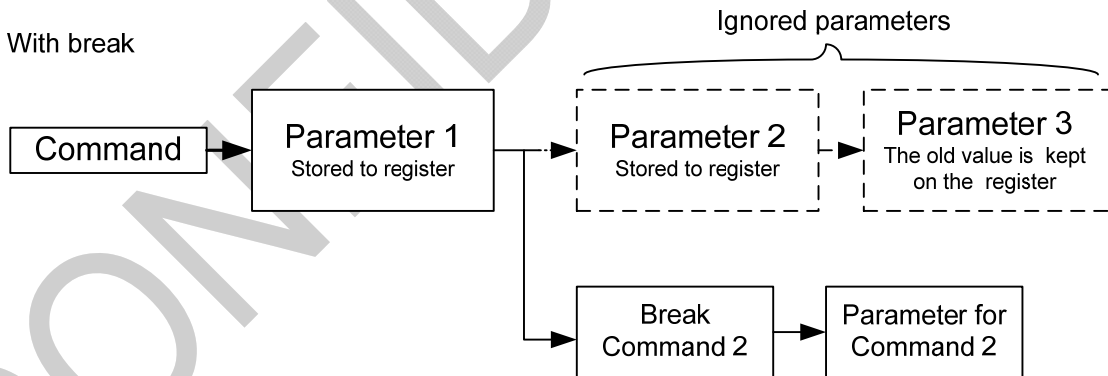 Ignored parameters
With break
Command
Parameter 1
Stored to register
Parameter 2
Stored to register
Parameter 3
The old value is kept
on the register
Break
Command 2
Parameter for
Command 2